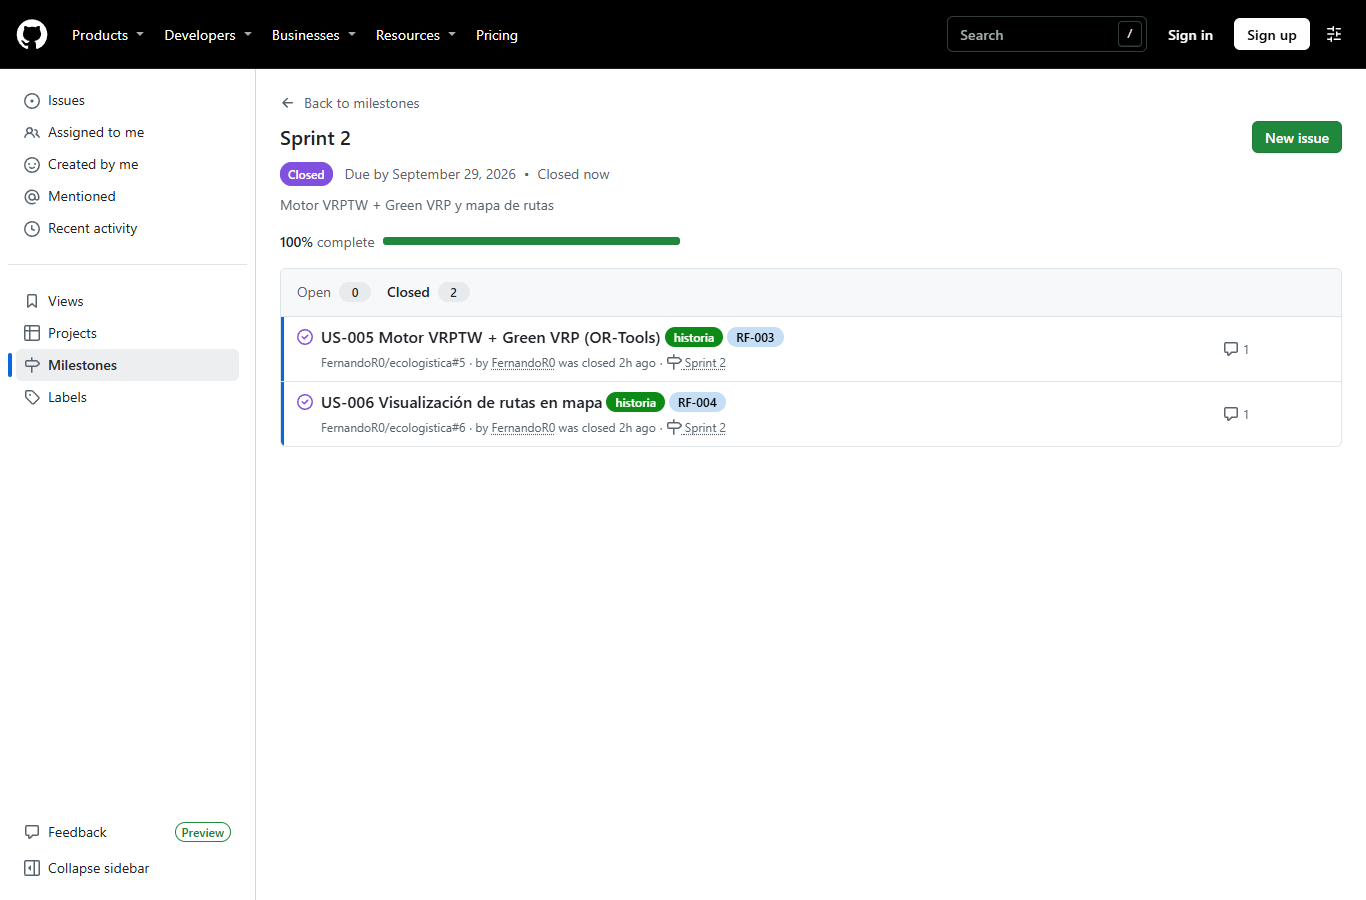 Products Developers Businesses Resources Pricing Search / Sign in Sign up
Issues
Assigned to me
Created by me
Mentioned
Recent activity
Views
Projects
Milestones
Labels
Feedback Preview
Collapse sidebar
Back to milestones
Sprint 2
New issue
Closed Due by September 29, 2026 • Closed now
Motor VRPTW + Green VRP y mapa de rutas
100% complete
Open 0 Closed 2
US-005 Motor VRPTW + Green VRP (OR-Tools) historia RF-003
FernandoR0/ecologistica#5 · by FernandoR0 was closed 2h ago · Sprint 2
1
US-006 Visualización de rutas en mapa historia RF-004
FernandoR0/ecologistica#6 · by FernandoR0 was closed 2h ago · Sprint 2
1